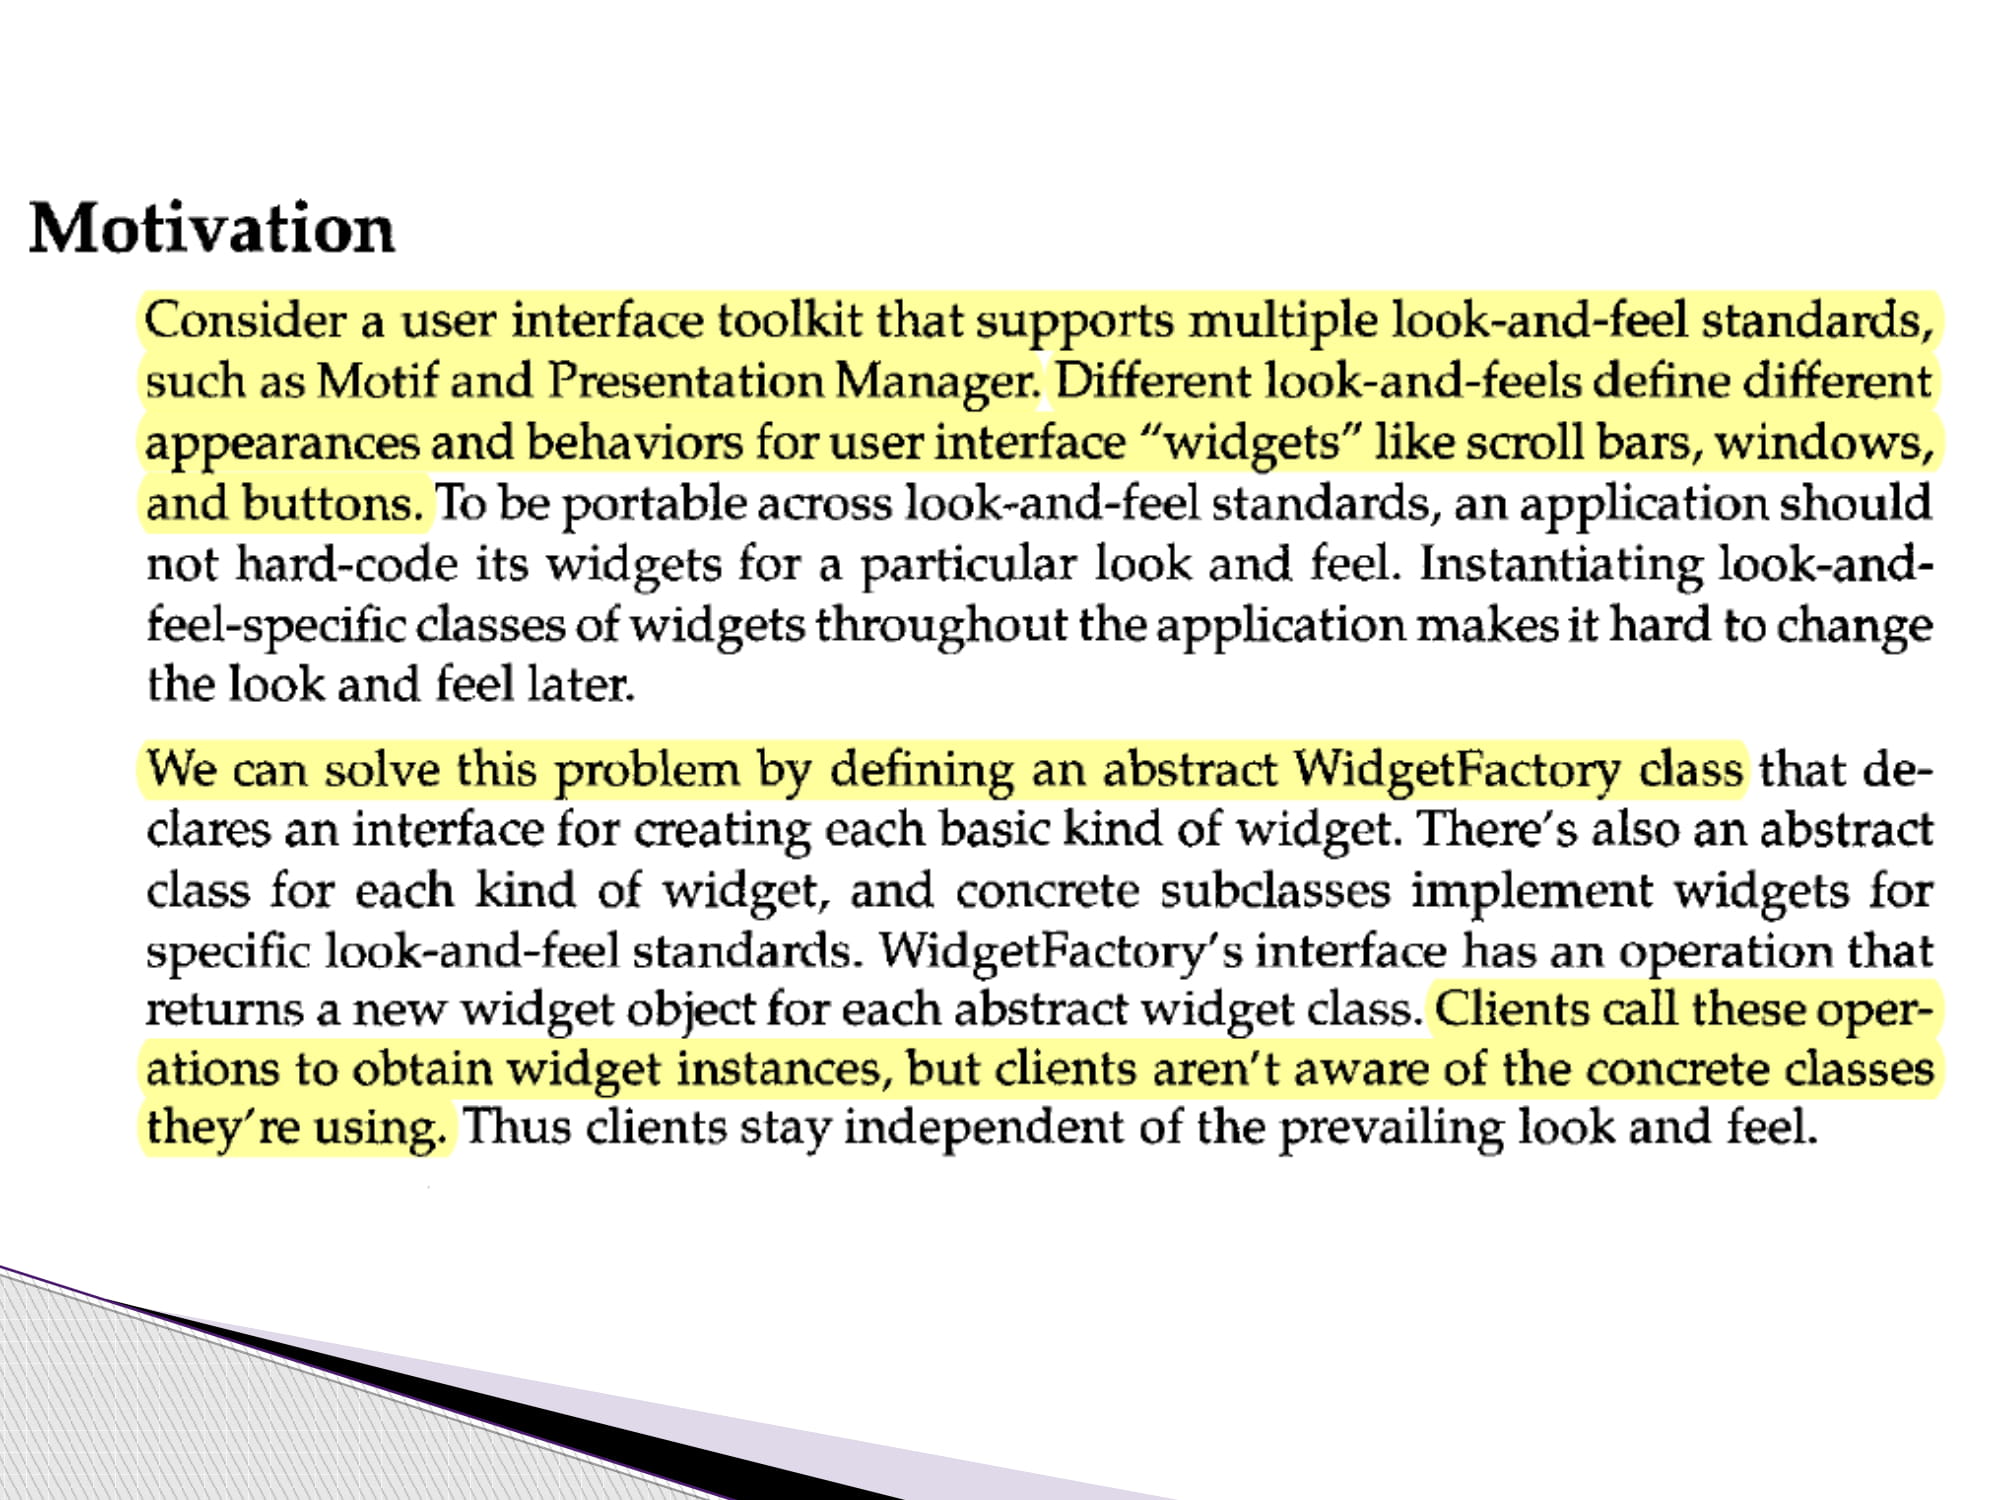 Motivation
Consider a user interface toolkit that supports multiple look-and-feel standards,
such as Motif and Presentation Manager. Different look-and-feels define different
appearances and behaviors for user interface “widgets” like scroll bars, windows,
and buttons. To be portable across look-and-feel standards, an application should
not hard-code its widgets for a particular look and feel. Instantiating look-and-
feel-specific classes of widgets throughout the application makes it hard to change
the look and feel later.
We can solve this problem by defining an abstract WidgetFactory class that de-
clares an interface for creating each basic kind of widget. There’s also an abstract
class for each kind of widget, and concrete subclasses implement widgets for
specific look-and-feel standards. WidgetFactory’s interface has an operation that
returns a new widget object for each abstract widget class. Clients call these oper-
ations to obtain widget instances, but clients aren’t aware of the concrete classes
they’re using. Thus clients stay independent of the prevailing look and feel.